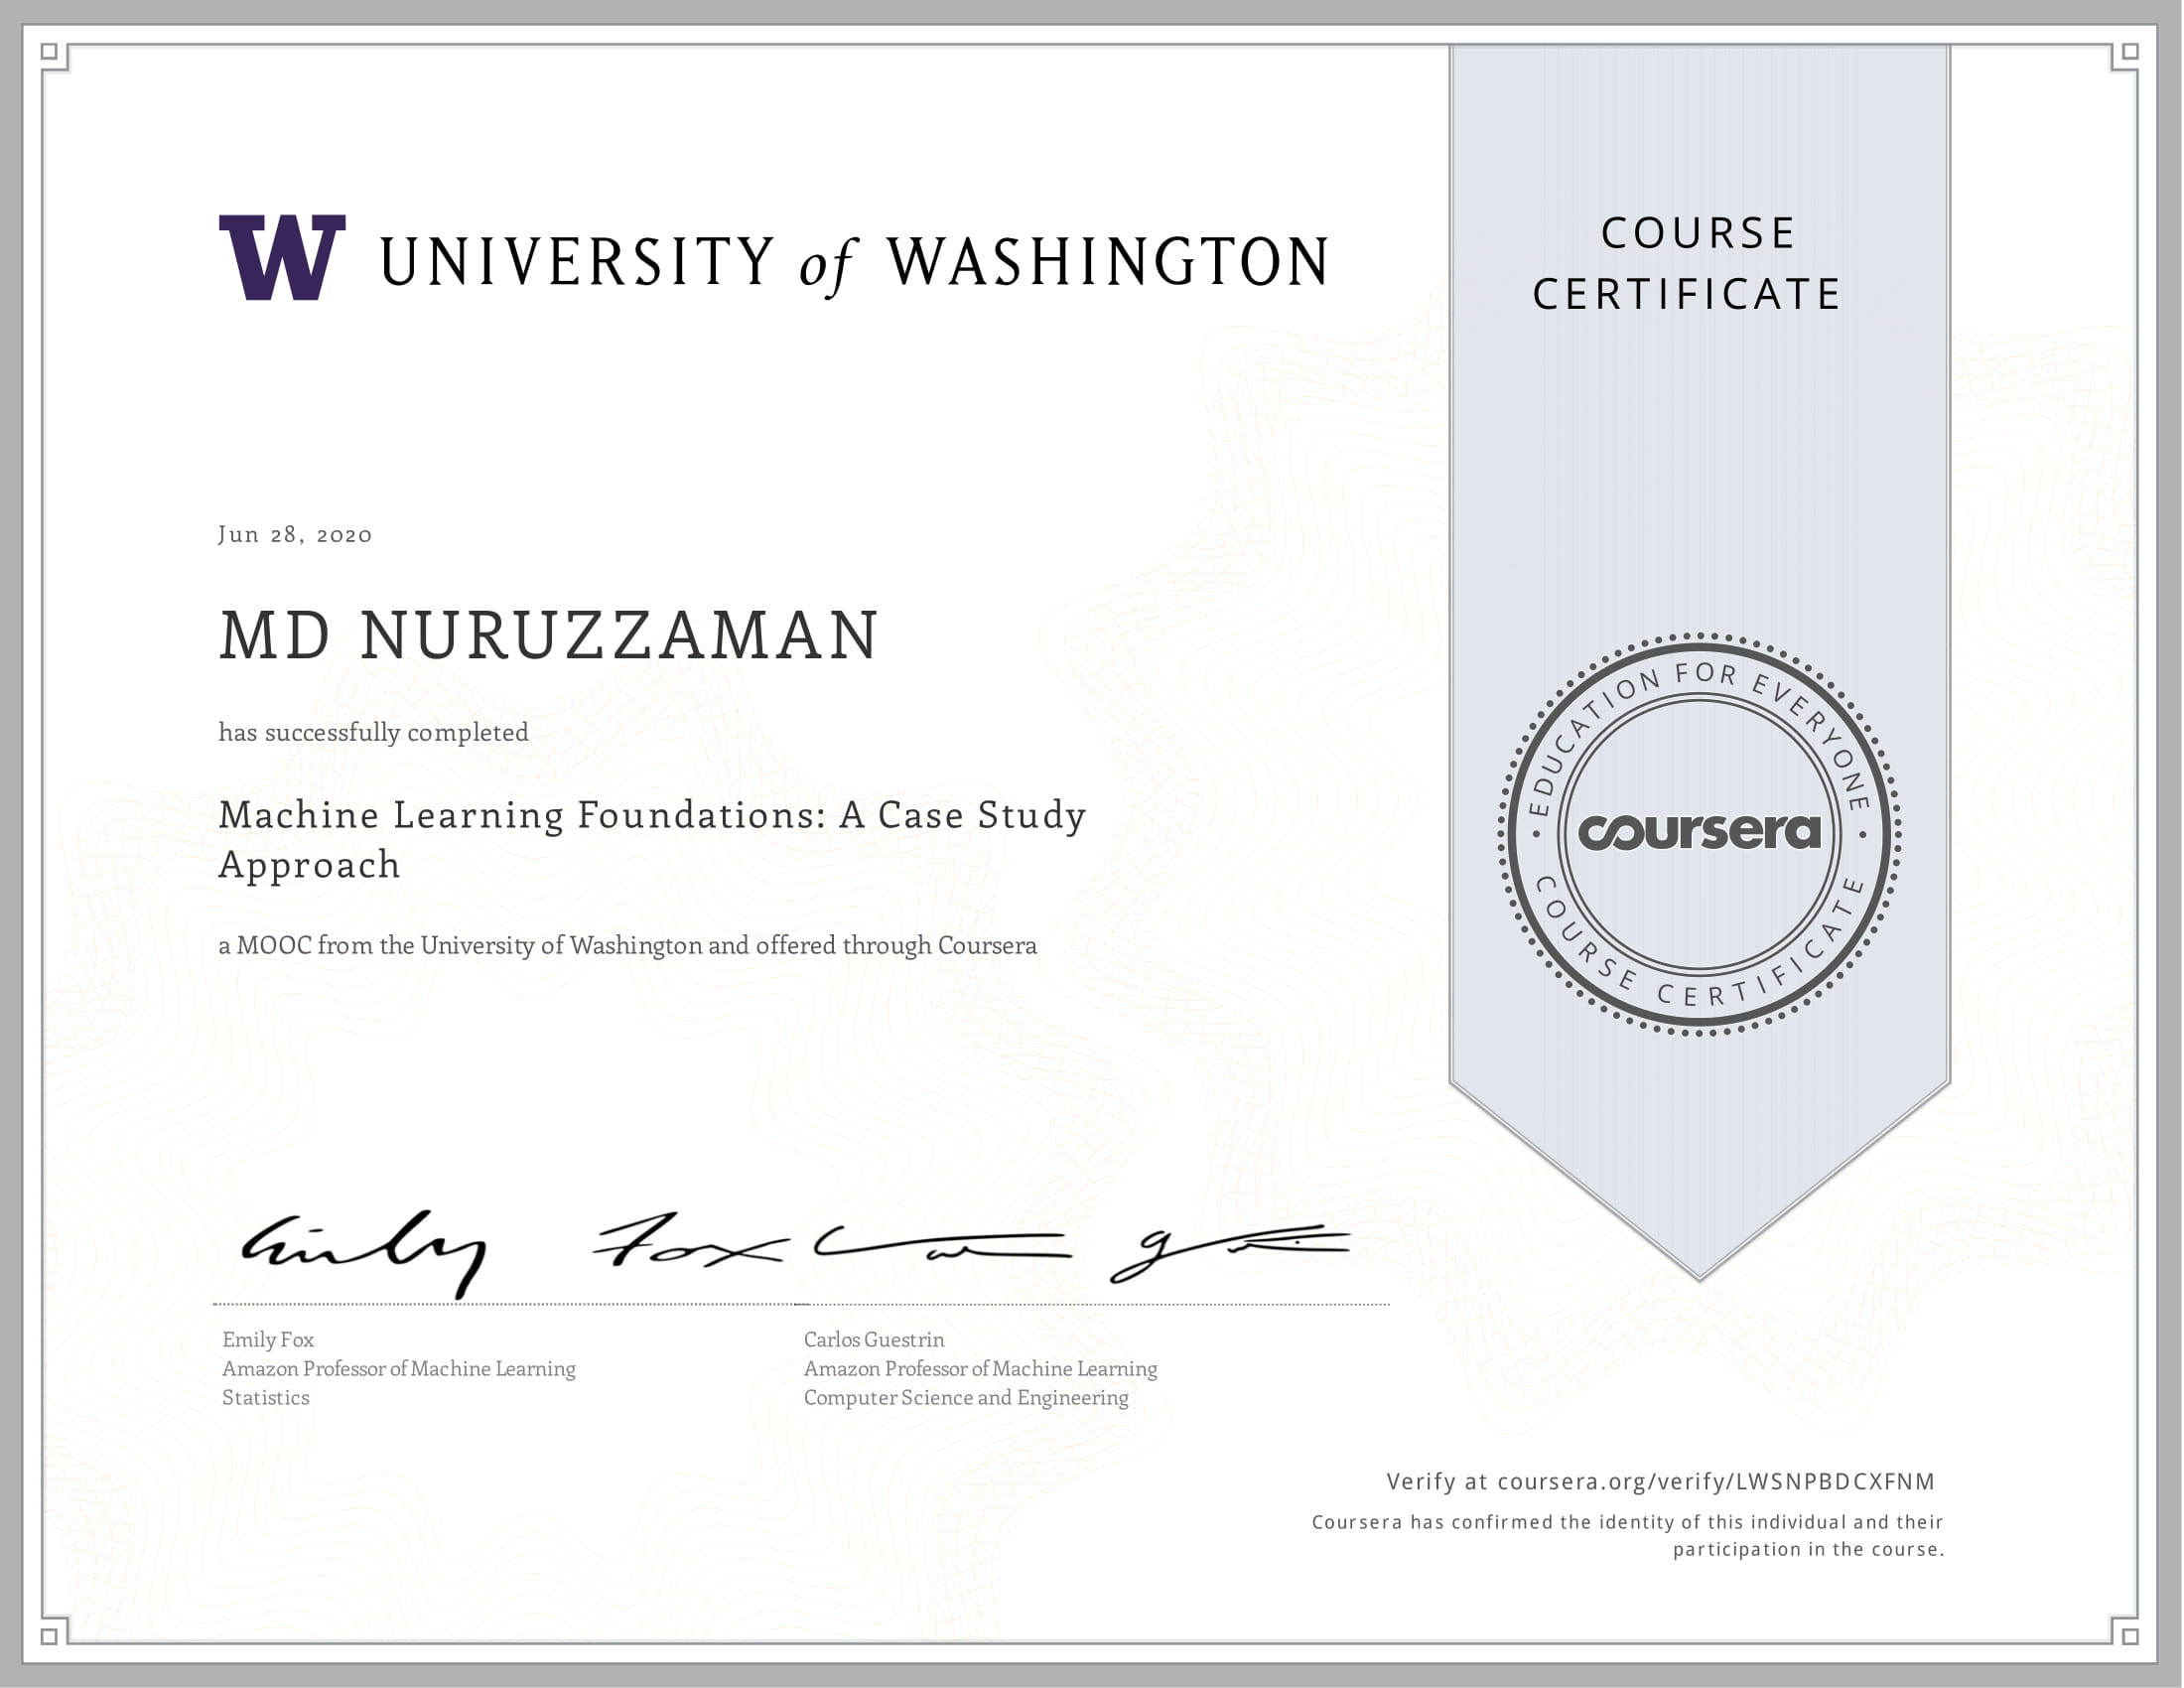 W UNIVERSITY of WASHINGTON
COURSE
CERTIFICATE
Jun 28, 2020
MD NURUZZAMAN
has successfully completed
Machine Learning Foundations: A Case Study
Approach
a MOOC from the University of Washington and offered through Coursera
EDUCATION FOR EVERYONE
coursera
COURSE CERTIFICATE
Emily Fox
Carlos Guestrin
Emily Fox
Amazon Professor of Machine Learning
Statistics
Carlos Guestrin
Amazon Professor of Machine Learning
Computer Science and Engineering
Verify at coursera.org/verify/LWSNPBDCXFNM
Coursera has confirmed the identity of this individual and their
participation in the course.